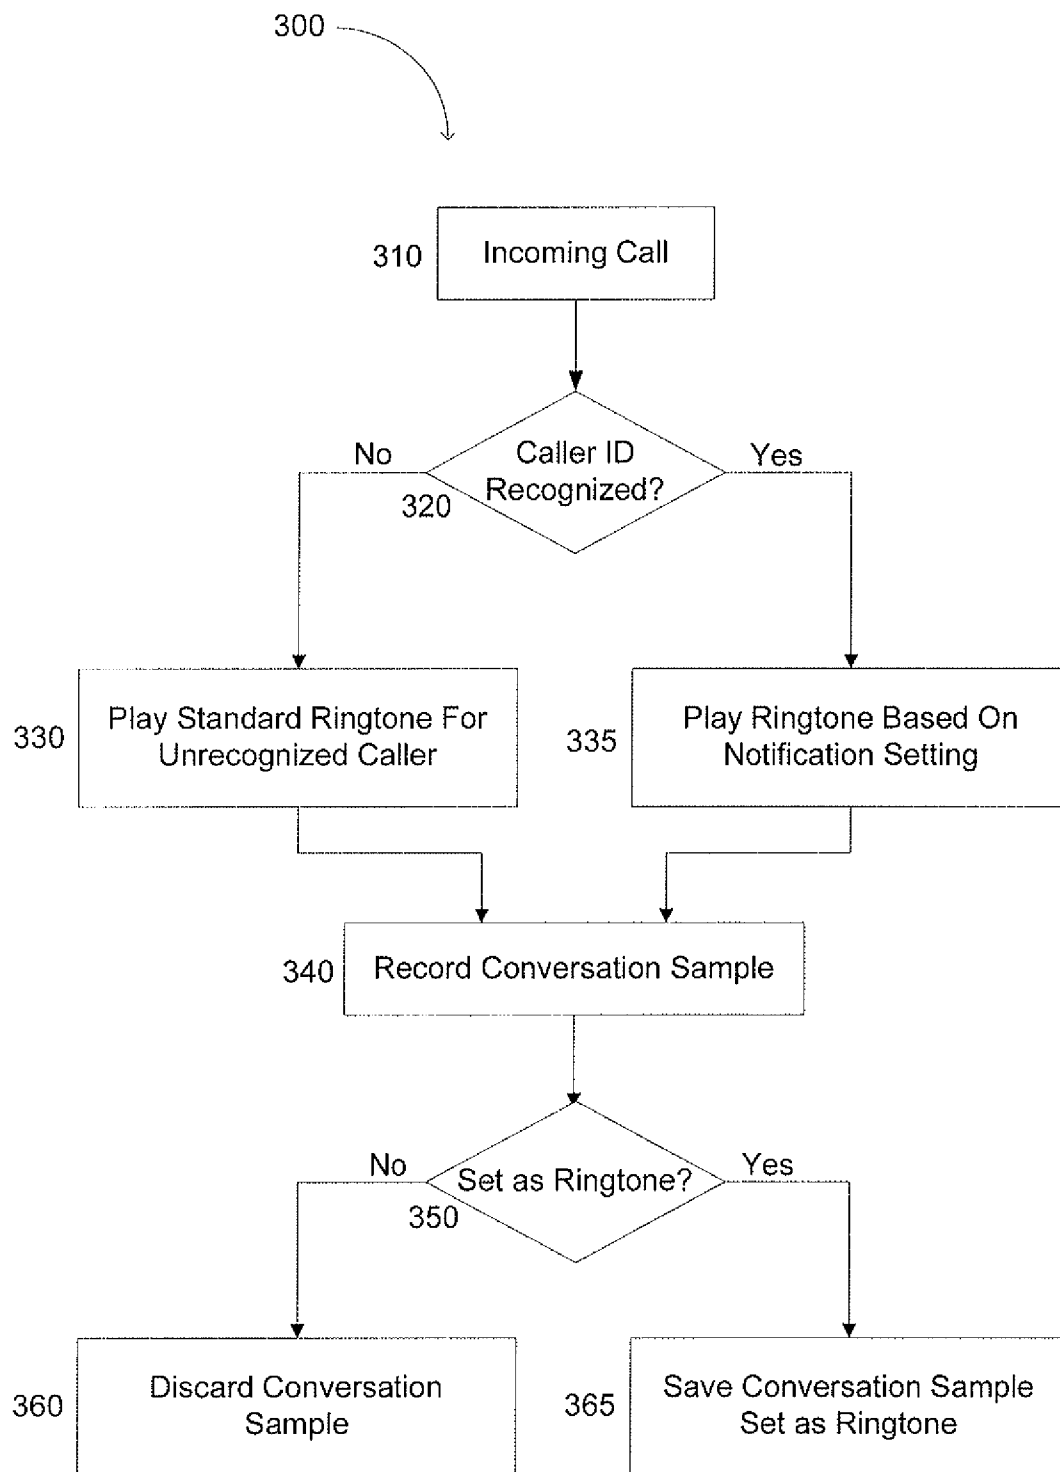 300
310
Incoming Call
No
Caller ID
Yes
Recognized?
320
330
Play Standard Ringtone For
Unrecognized Caller
335
Play Ringtone Based On
Notification Setting
340
Record Conversation Sample
No
Set as Ringtone?
Yes
350
360
Discard Conversation
Sample
365
Save Conversation Sample
Set as Ringtone